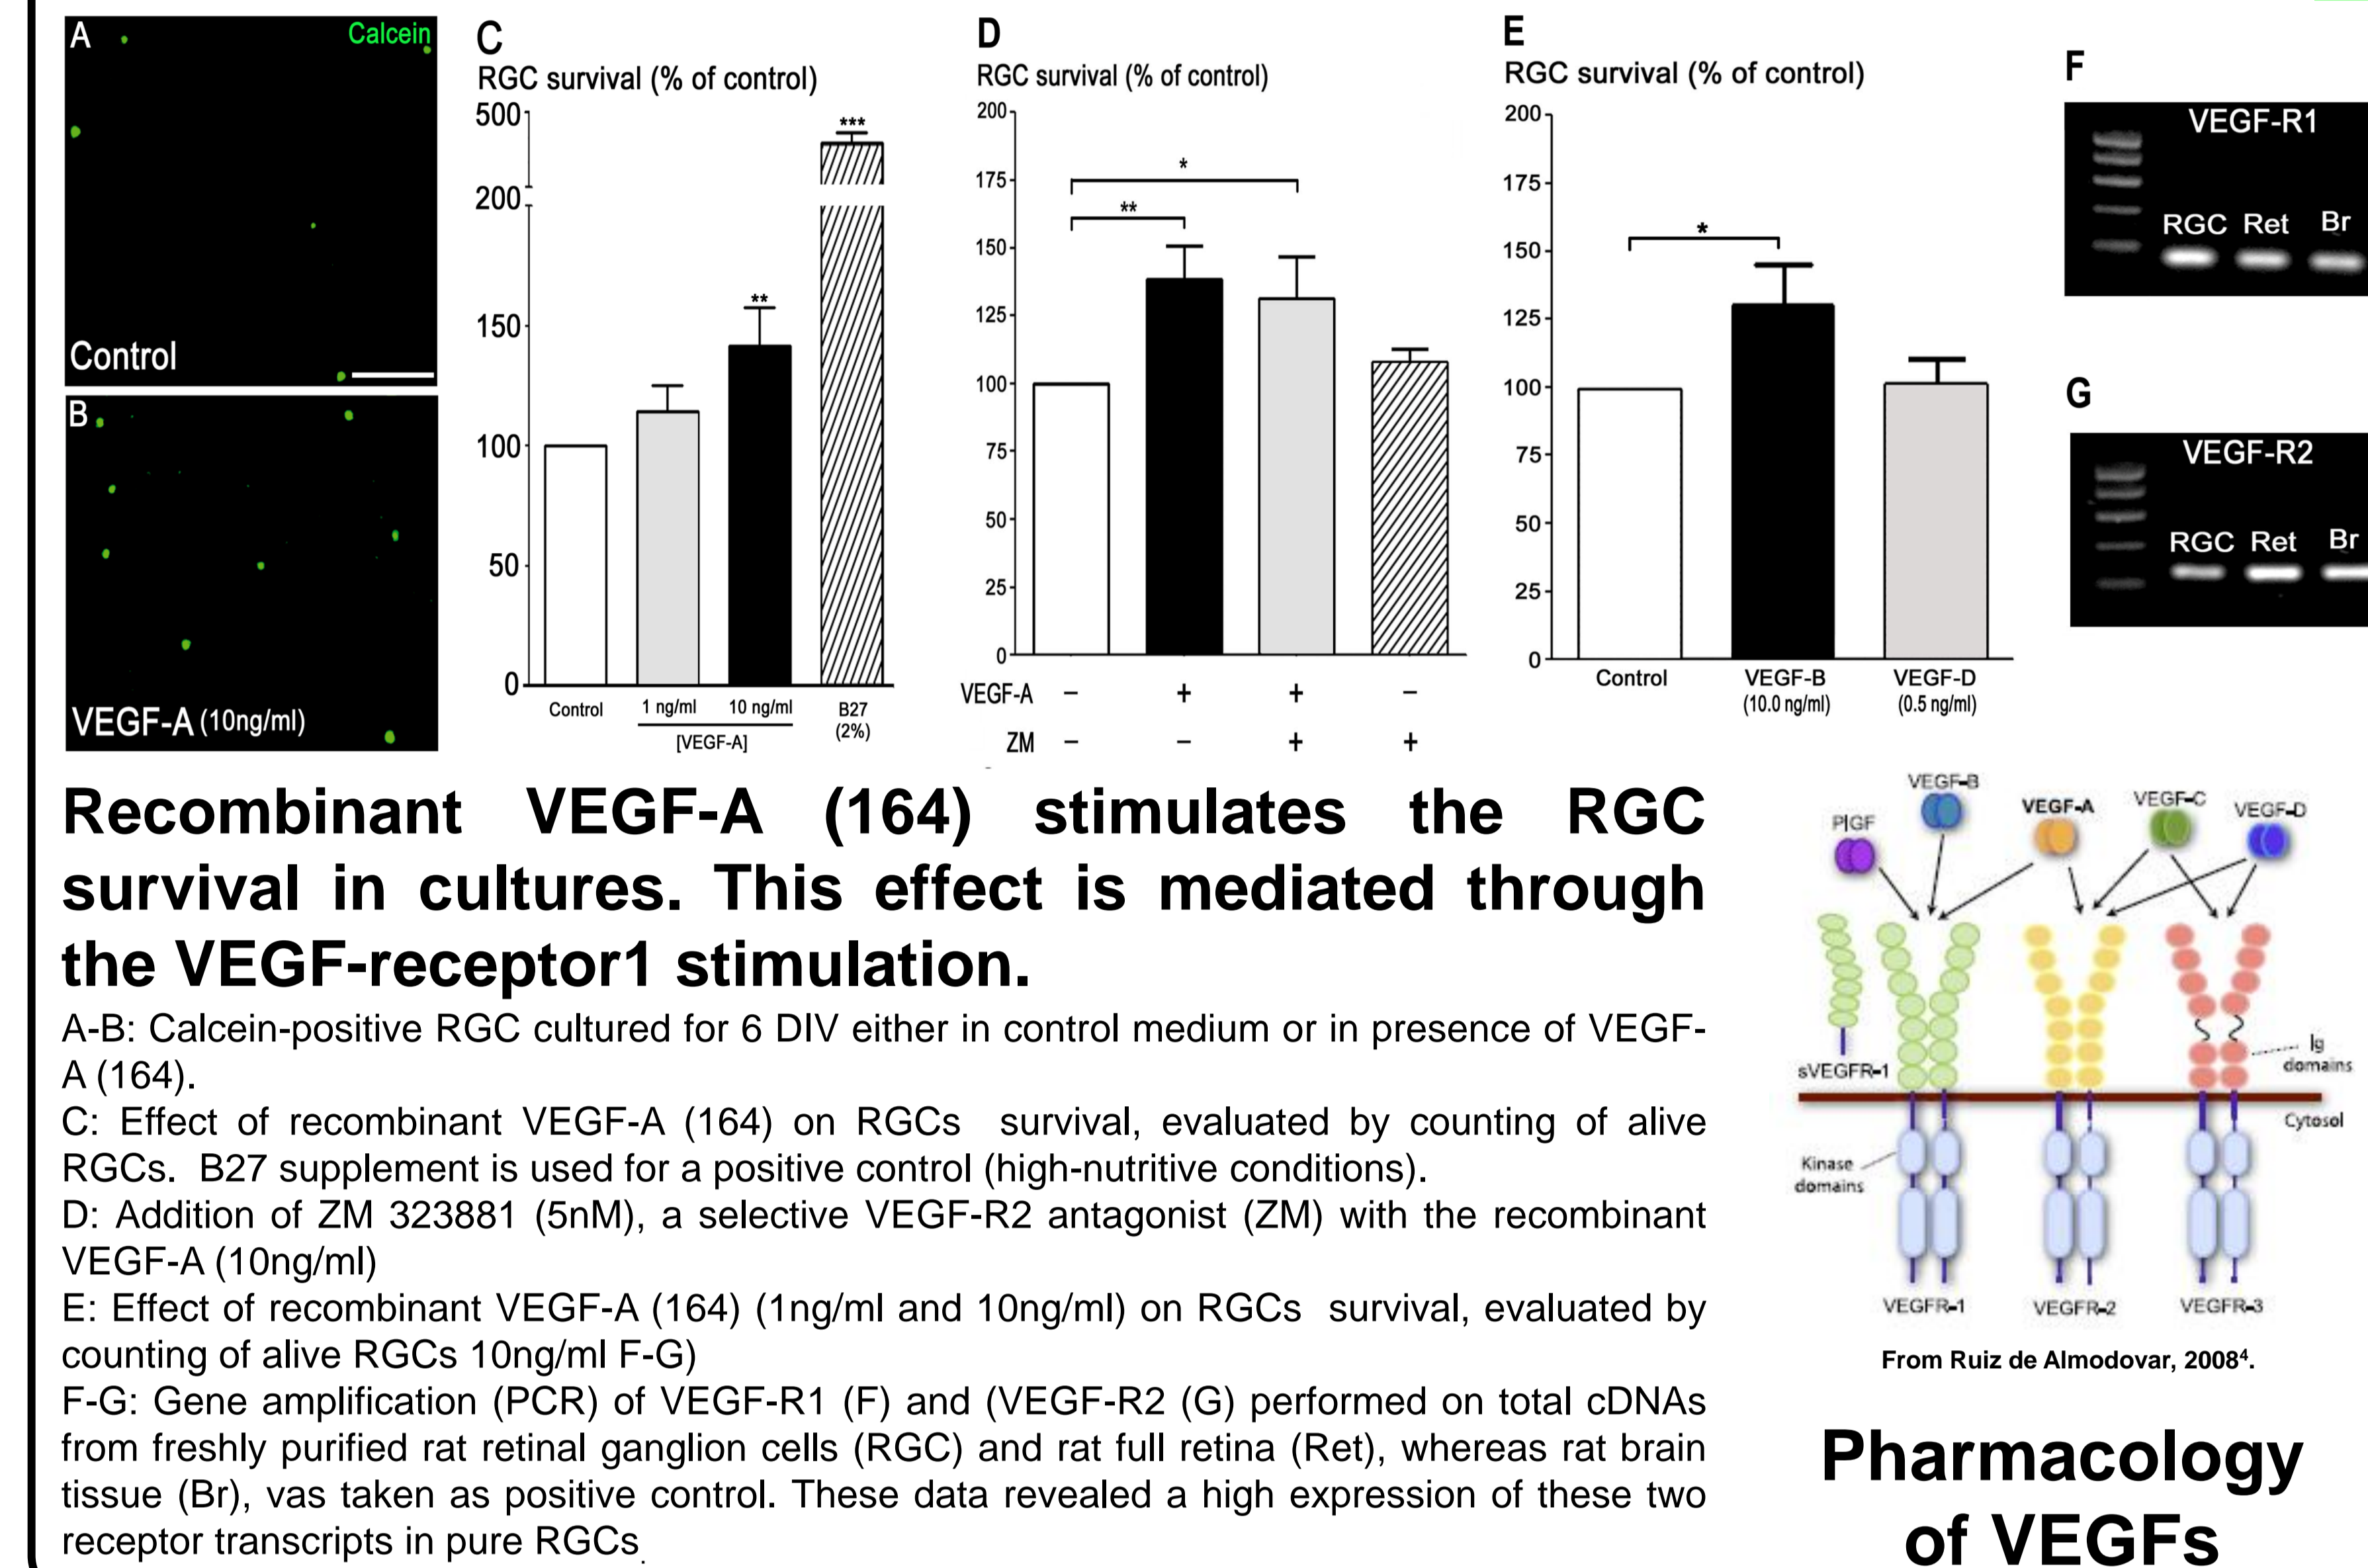 A
Calcein
Control
B
VEGF-A (10ng/ml)
C
RGC survival (% of control)
500
200
150
100
50
0
**
***
Control
1 ng/ml
10 ng/ml
B27
(2%)
[VEGF-A]
D
RGC survival (% of control)
200
175
150
125
100
75
50
25
0
*
**
VEGF-A − + + −
ZM − − + +
E
RGC survival (% of control)
200
175
150
125
100
75
50
25
0
*
Control
VEGF-B
(10.0 ng/ml)
VEGF-D
(0.5 ng/ml)
F
VEGF-R1
RGC Ret Br
G
VEGF-R2
RGC Ret Br
Recombinant VEGF-A (164) stimulates the RGC
survival in cultures. This effect is mediated through
the VEGF-receptor1 stimulation.
A-B: Calcein-positive RGC cultured for 6 DIV either in control medium or in presence of VEGF-
A (164).
C: Effect of recombinant VEGF-A (164) on RGCs survival, evaluated by counting of alive
RGCs. B27 supplement is used for a positive control (high-nutritive conditions).
D: Addition of ZM 323881 (5nM), a selective VEGF-R2 antagonist (ZM) with the recombinant
VEGF-A (10ng/ml)
E: Effect of recombinant VEGF-A (164) (1ng/ml and 10ng/ml) on RGCs survival, evaluated by
counting of alive RGCs 10ng/ml F-G)
F-G: Gene amplification (PCR) of VEGF-R1 (F) and (VEGF-R2 (G) performed on total cDNAs
from freshly purified rat retinal ganglion cells (RGC) and rat full retina (Ret), whereas rat brain
tissue (Br), vas taken as positive control. These data revealed a high expression of these two
receptor transcripts in pure RGCs.
PlGF
VEGF-B
VEGF-A
VEGF-C
VEGF-D
sVEGFR-1
Ig
domains
Cytosol
Kinase
domains
VEGFR-1
VEGFR-2
VEGFR-3
From Ruiz de Almodovar, 2008⁴.
Pharmacology
of VEGFs